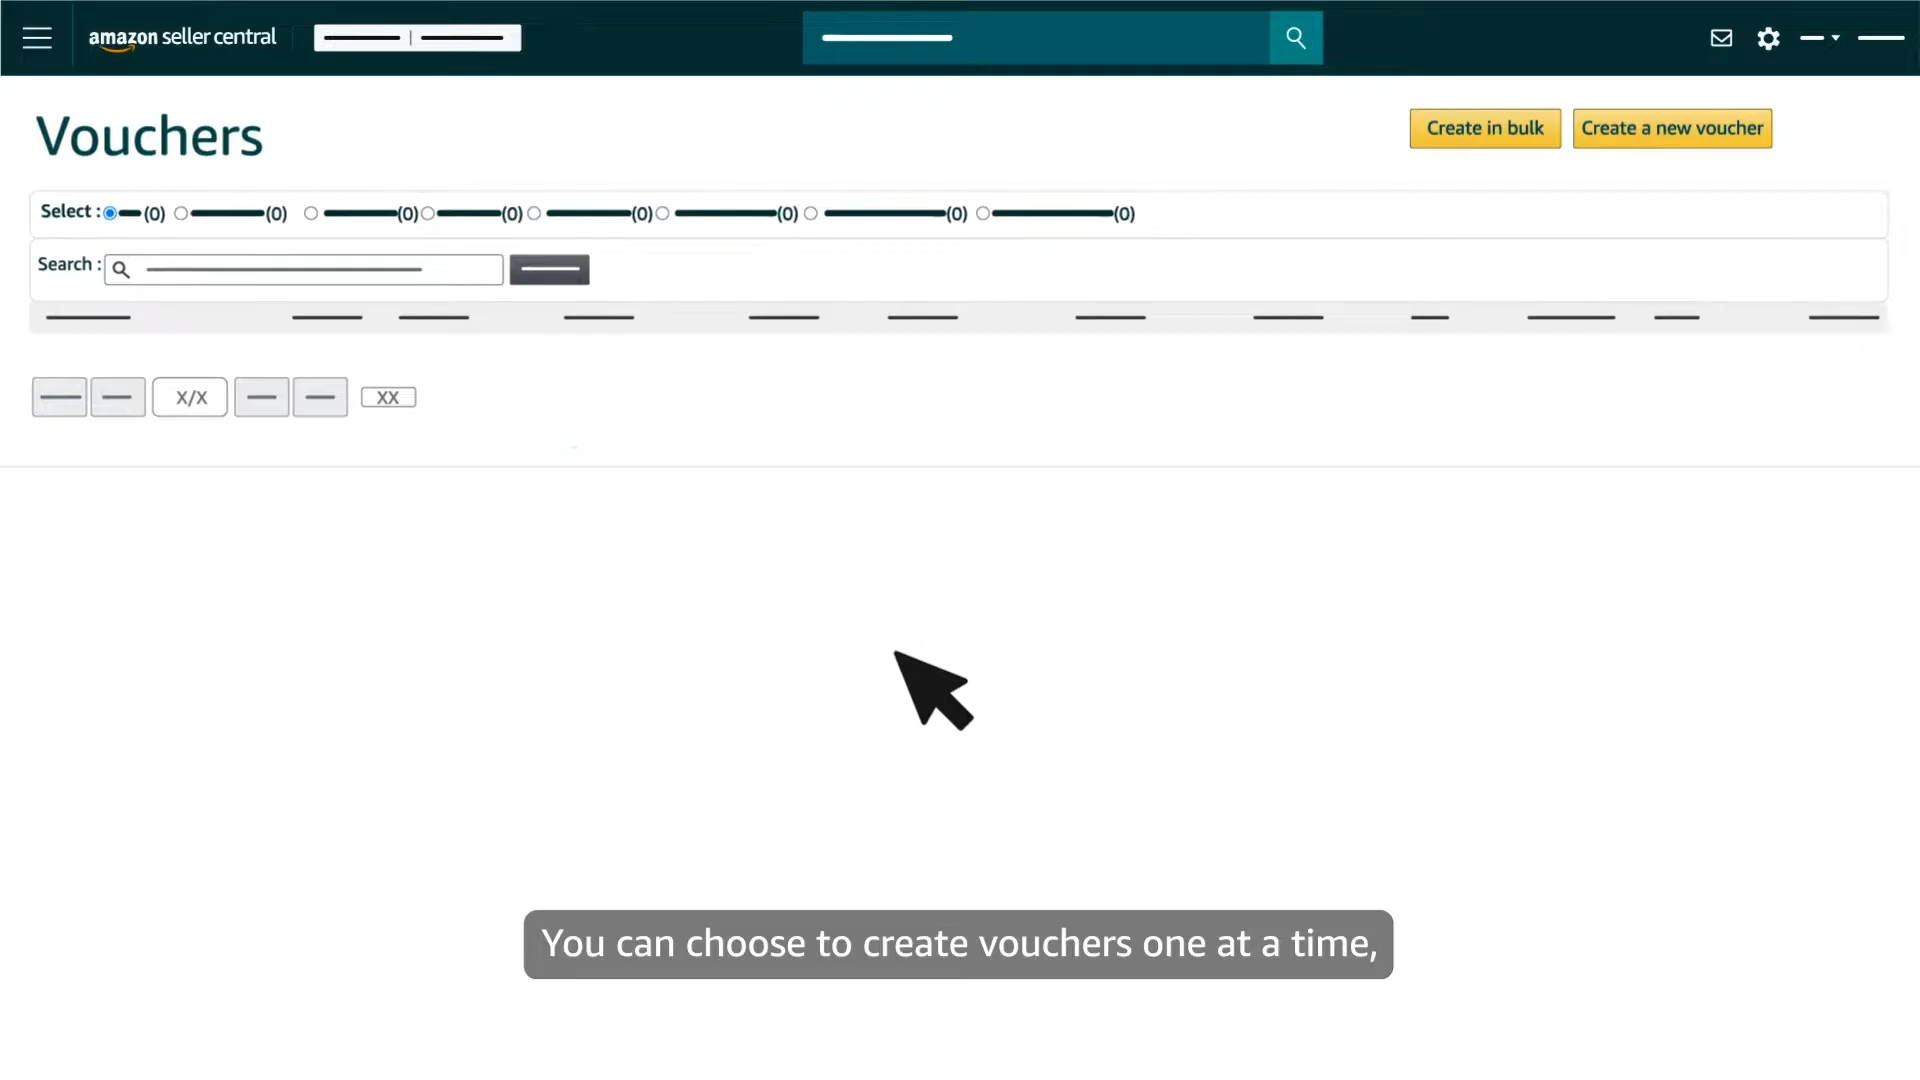 amazon seller central
Vouchers
Create in bulk
Create a new voucher
Select : (0) (0) (0) (0) (0) (0) (0) (0)
Search :
X/X
XX
You can choose to create vouchers one at a time,